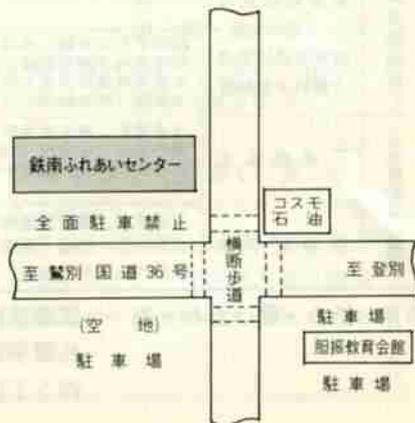 鉄南ふれあいセンター
コスモ
石油
全面駐車禁止
横断歩道
至鷲別 国道36号
至登別
(空地)
駐車場
駐車場
胆振教育会館
駐車場